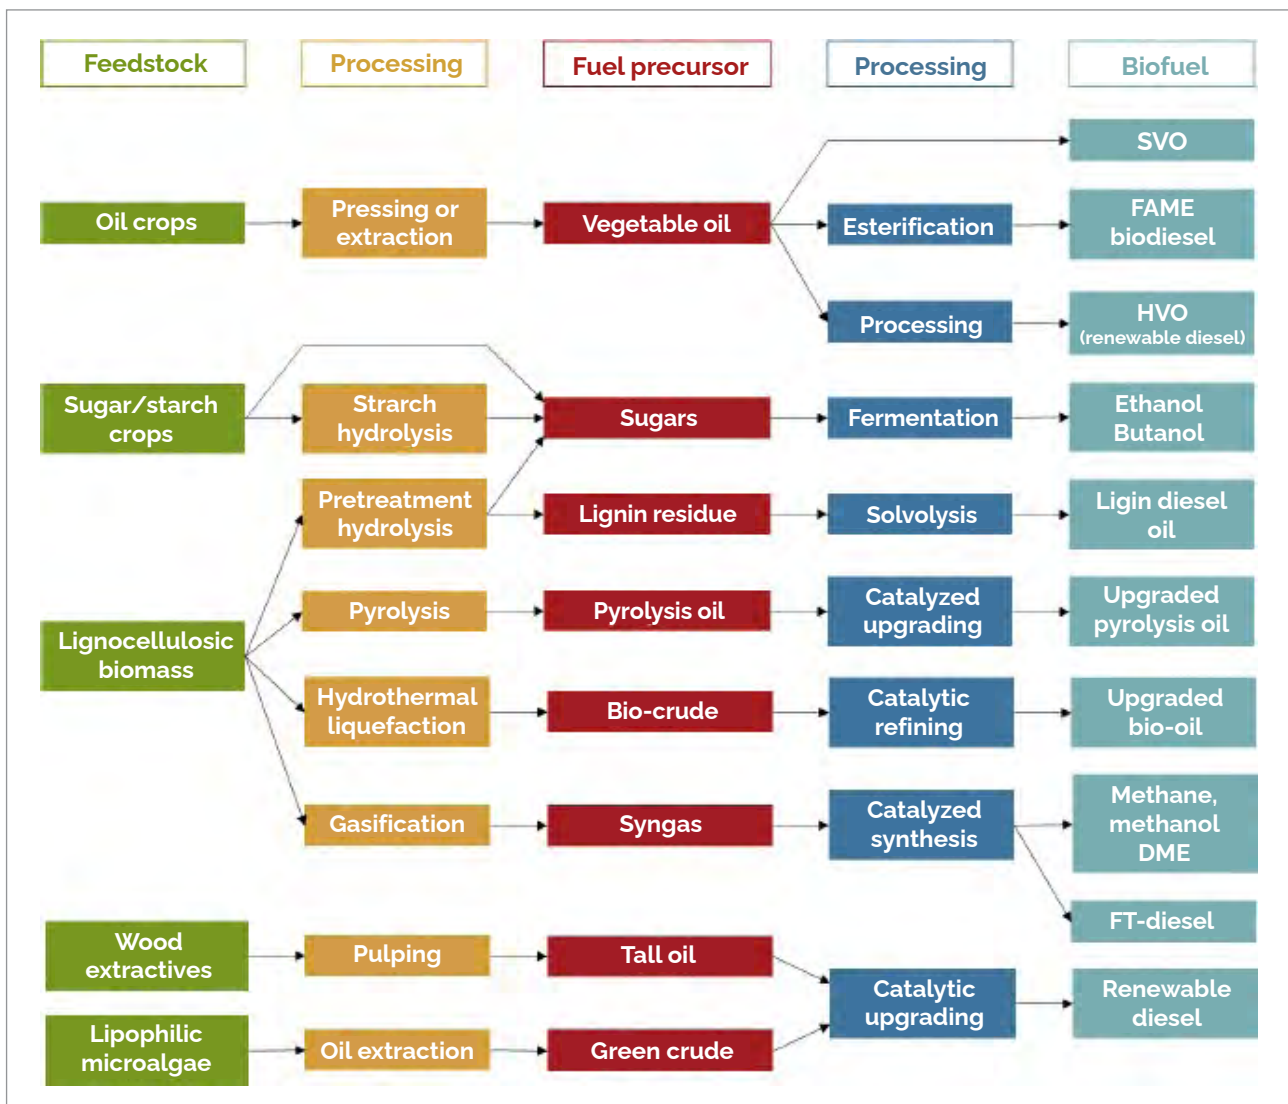 Feedstock
Processing
Fuel precursor
Processing
Biofuel
SVO
Oil crops
Pressing or
extraction
Vegetable oil
Esterification
FAME
biodiesel
Processing
HVO
(renewable diesel)
Sugar/starch
crops
Strarch
hydrolysis
Sugars
Fermentation
Ethanol
Butanol
Pretreatment
hydrolysis
Lignin residue
Solvolysis
Ligin diesel
oil
Lignocellulosic
biomass
Pyrolysis
Pyrolysis oil
Catalyzed
upgrading
Upgraded
pyrolysis oil
Hydrothermal
liquefaction
Bio-crude
Catalytic
refining
Upgraded
bio-oil
Gasification
Syngas
Catalyzed
synthesis
Methane,
methanol
DME
FT-diesel
Wood
extractives
Pulping
Tall oil
Catalytic
upgrading
Renewable
diesel
Lipophilic
microalgae
Oil extraction
Green crude